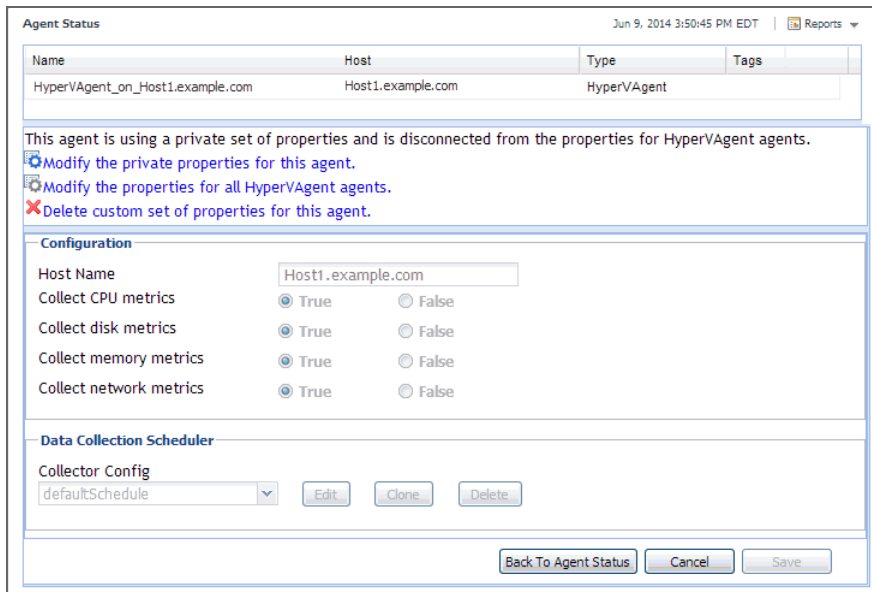 Agent Status
Jun 9, 2014 3:50:45 PM EDT
Reports
Name Host Type Tags
HyperVAgent_on_Host1.example.com Host1.example.com HyperVAgent
This agent is using a private set of properties and is disconnected from the properties for HyperVAgent agents.
Modify the private properties for this agent.
Modify the properties for all HyperVAgent agents.
Delete custom set of properties for this agent.
Configuration
Host Name Host1.example.com
Collect CPU metrics True False
Collect disk metrics True False
Collect memory metrics True False
Collect network metrics True False
Data Collection Scheduler
Collector Config
defaultSchedule Edit Clone Delete
Back To Agent Status Cancel Save